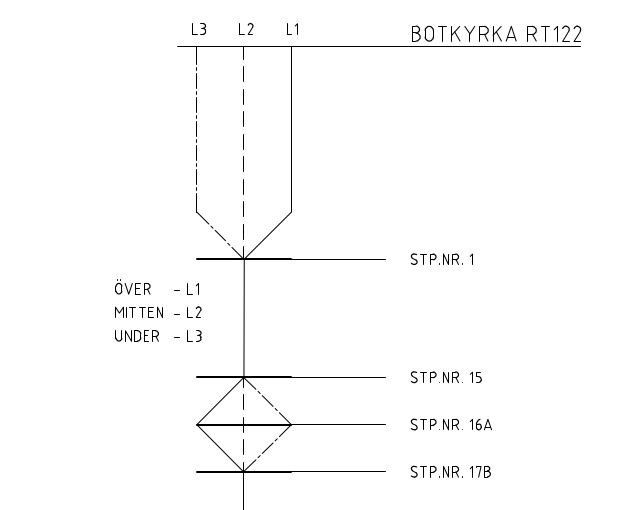 L3 L2 L1
BOTKYRKA RT122
STP.NR. 1
ÖVER - L1
MITTEN - L2
UNDER - L3
STP.NR. 15
STP.NR. 16A
STP.NR. 17B